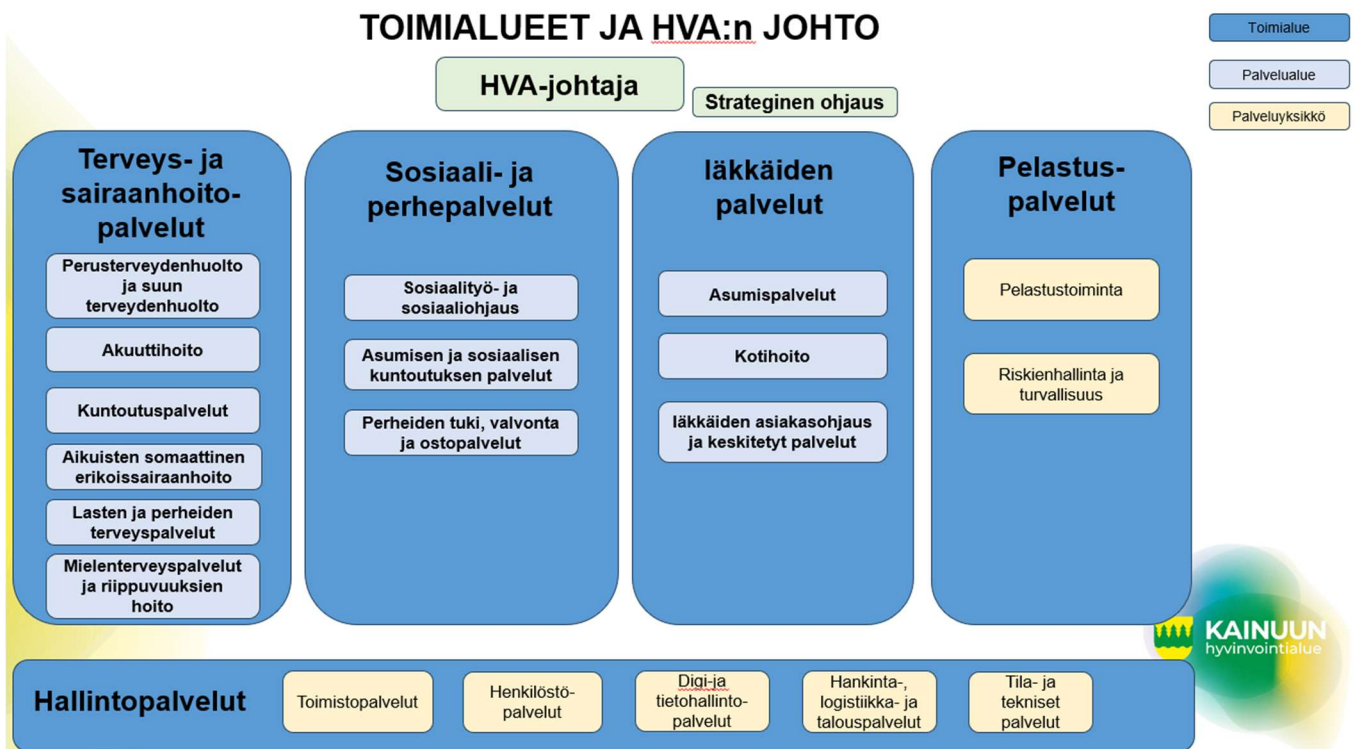 TOIMIALUEET JA HVA:n JOHTO
HVA-johtaja
Strateginen ohjaus
Toimialue
Palvelualue
Palveluyksikkö
Terveys- ja
sairaanhoito-
palvelut
Perusterveydenhuolto
ja suun
terveydenhuolto
Akuuttihoito
Kuntoutuspalvelut
Aikuisten somaattinen
erikoissairaanhoito
Lasten ja perheiden
terveyspalvelut
Mielenterveyspalvelut
ja riippuvuuksien
hoito
Sosiaali- ja
perhepalvelut
Sosiaalityö- ja
sosiaaliohjaus
Asumisen ja sosiaalisen
kuntoutuksen palvelut
Perheiden tuki, valvonta
ja ostopalvelut
Iäkkäiden
palvelut
Asumispalvelut
Kotihoito
Iäkkäiden asiakasohjaus
ja keskitetyt palvelut
Pelastus-
palvelut
Pelastustoiminta
Riskienhallinta ja
turvallisuus
KAINUUN
hyvinvointialue
Hallintopalvelut
Toimistopalvelut
Henkilöstö-
palvelut
Digi-ja
tietohallinto-
palvelut
Hankinta-,
logistiikka- ja
talouspalvelut
Tila- ja
tekniset
palvelut